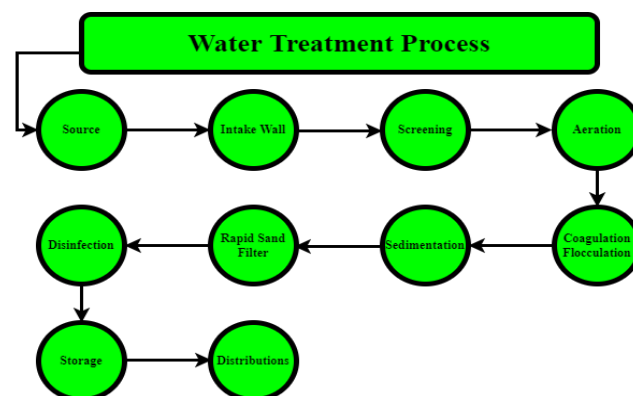 Water Treatment Process
Source
Intake Wall
Screening
Aeration
Coagulation
Flocculation
Sedimentation
Rapid Sand
Filter
Disinfection
Storage
Distributions